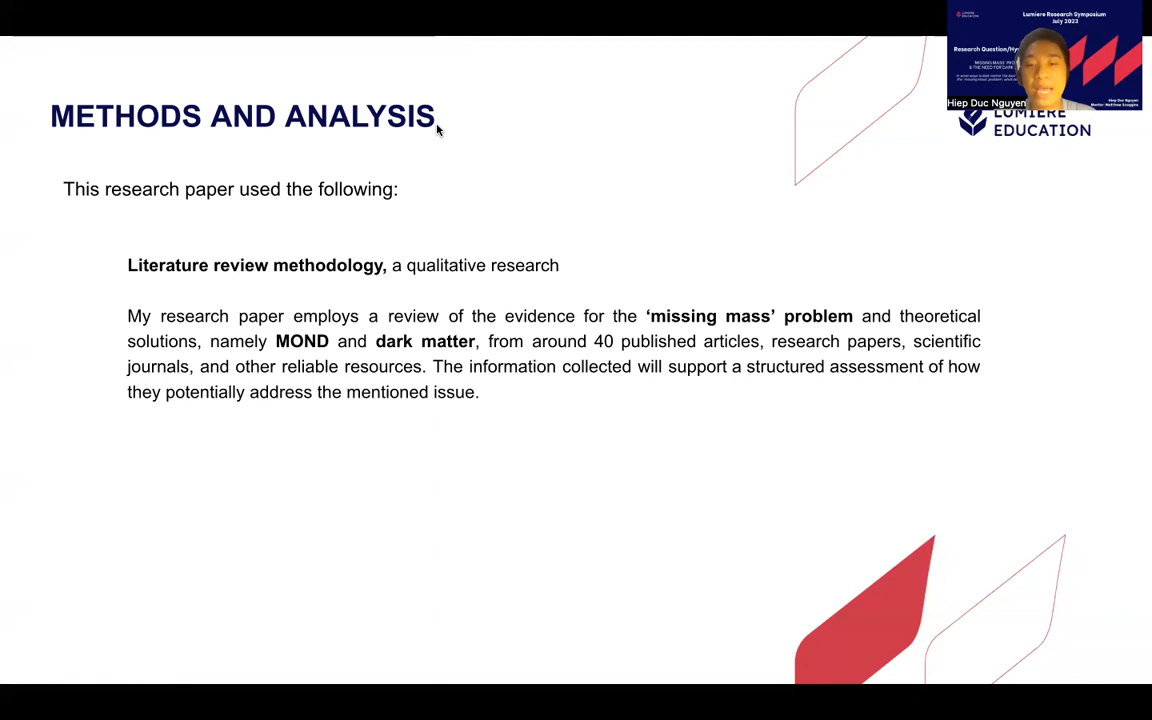 LUMIERE
EDUCATION
Lumiere Research Symposium
July 2023
Hiep Duc Nguyen
LUMIERE
EDUCATION
METHODS AND ANALYSIS
This research paper used the following:
Literature review methodology, a qualitative research
My research paper employs a review of the evidence for the ‘missing mass’ problem and theoretical
solutions, namely MOND and dark matter, from around 40 published articles, research papers, scientific
journals, and other reliable resources. The information collected will support a structured assessment of how
they potentially address the mentioned issue.